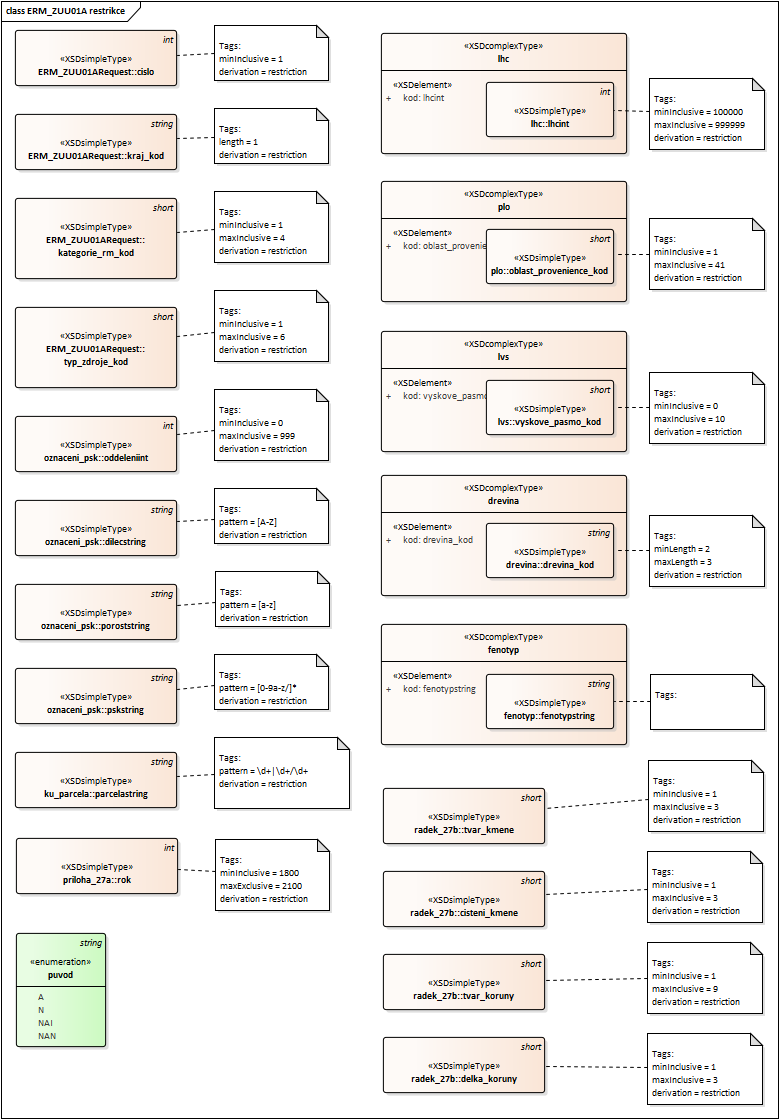 class ERM_ZUU01A restrikce
int
«XSDsimpleType»
ERM_ZUU01ARequest::cislo
Tags:
minInclusive = 1
derivation = restriction
string
«XSDsimpleType»
ERM_ZUU01ARequest::kraj_kod
Tags:
length = 1
derivation = restriction
short
«XSDsimpleType»
ERM_ZUU01ARequest::
kategorie_rm_kod
Tags:
minInclusive = 1
maxInclusive = 4
derivation = restriction
short
«XSDsimpleType»
ERM_ZUU01ARequest::
typ_zdroje_kod
Tags:
minInclusive = 1
maxInclusive = 6
derivation = restriction
int
«XSDsimpleType»
oznaceni_psk::oddeleniint
Tags:
minInclusive = 0
maxInclusive = 999
derivation = restriction
string
«XSDsimpleType»
oznaceni_psk::dilecstring
Tags:
pattern = [A-Z]
derivation = restriction
string
«XSDsimpleType»
oznaceni_psk::poroststring
Tags:
pattern = [a-z]
derivation = restriction
string
«XSDsimpleType»
oznaceni_psk::pskstring
Tags:
pattern = [0-9a-z/]*
derivation = restriction
string
«XSDsimpleType»
ku_parcela::parcelastring
Tags:
pattern = \d+|\d+/\d+
derivation = restriction
int
«XSDsimpleType»
priloha_27a::rok
Tags:
minInclusive = 1800
maxExclusive = 2100
derivation = restriction
string
«enumeration»
puvod
A
N
NAI
NAN
«XSDcomplexType»
lhc
«XSDelement»
+ kod: lhcint
int
«XSDsimpleType»
lhc::lhcint
Tags:
minInclusive = 100000
maxInclusive = 999999
derivation = restriction
«XSDcomplexType»
plo
«XSDelement»
+ kod: oblast_provenie
short
«XSDsimpleType»
plo::oblast_provenience_kod
Tags:
minInclusive = 1
maxInclusive = 41
derivation = restriction
«XSDcomplexType»
lvs
«XSDelement»
+ kod: vyskove_pasmo
short
«XSDsimpleType»
lvs::vyskove_pasmo_kod
Tags:
minInclusive = 0
maxInclusive = 10
derivation = restriction
«XSDcomplexType»
drevina
«XSDelement»
+ kod: drevina_kod
string
«XSDsimpleType»
drevina::drevina_kod
Tags:
minLength = 2
maxLength = 3
derivation = restriction
«XSDcomplexType»
fenotyp
«XSDelement»
+ kod: fenotypstring
string
«XSDsimpleType»
fenotyp::fenotypstring
Tags:
short
«XSDsimpleType»
radek_27b::tvar_kmene
Tags:
minInclusive = 1
maxInclusive = 3
derivation = restriction
short
«XSDsimpleType»
radek_27b::cisteni_kmene
Tags:
minInclusive = 1
maxInclusive = 3
derivation = restriction
short
«XSDsimpleType»
radek_27b::tvar_koruny
Tags:
minInclusive = 1
maxInclusive = 9
derivation = restriction
short
«XSDsimpleType»
radek_27b::delka_koruny
Tags:
minInclusive = 1
maxInclusive = 3
derivation = restriction